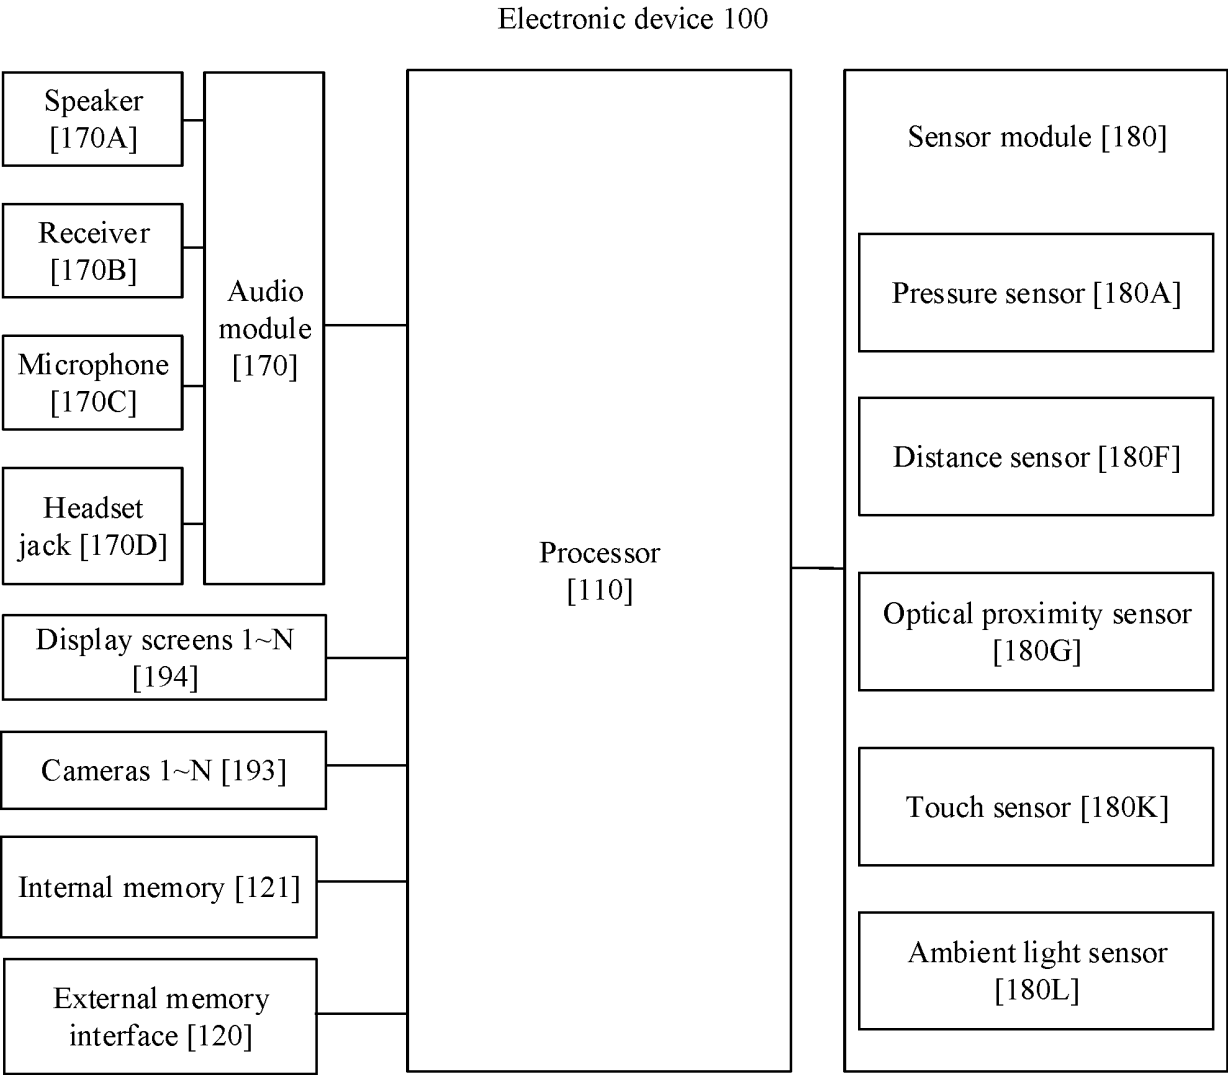 Electronic device 100
Speaker
[170A]
Receiver
[170B]
Microphone
[170C]
Headset
jack [170D]
Audio
module
[170]
Display screens 1~N
[194]
Cameras 1~N [193]
Internal memory [121]
External memory
interface [120]
Processor
[110]
Sensor module [180]
Pressure sensor [180A]
Distance sensor [180F]
Optical proximity sensor
[180G]
Touch sensor [180K]
Ambient light sensor
[180L]